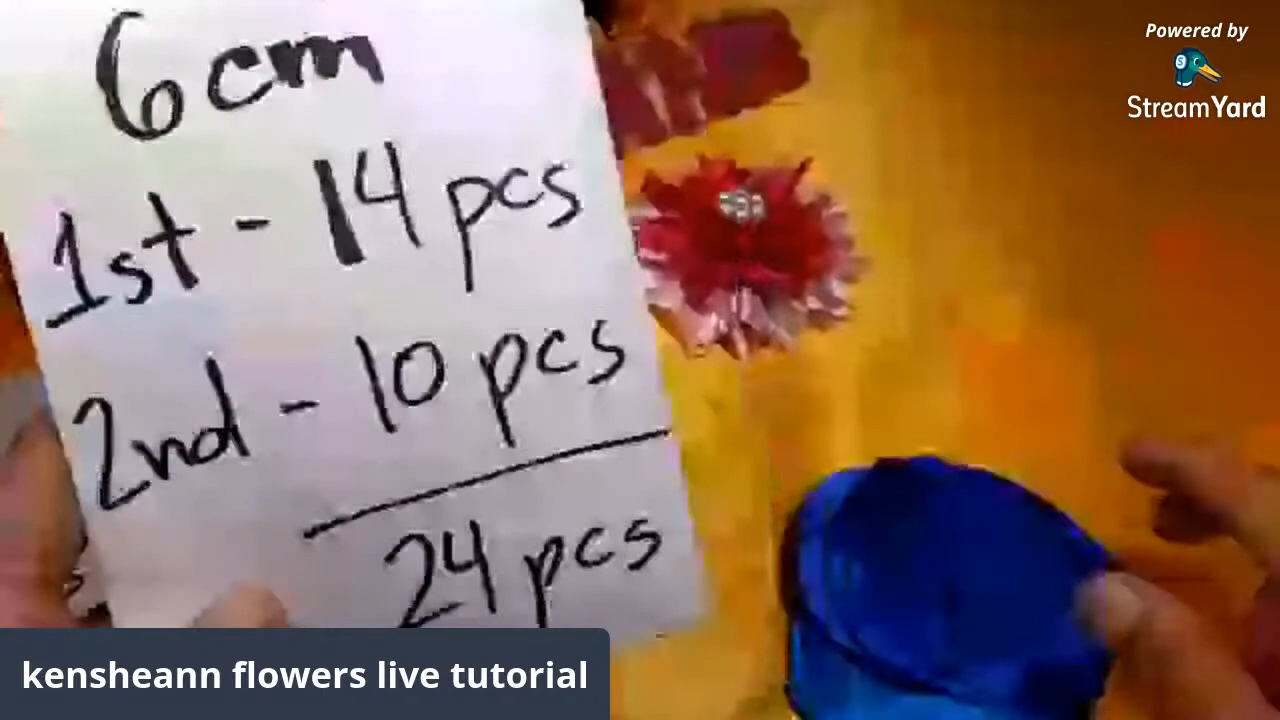 6cm
1st - 14 pcs
2nd - 10 pcs
24 pcs
Powered by
StreamYard
kensheann flowers live tutorial